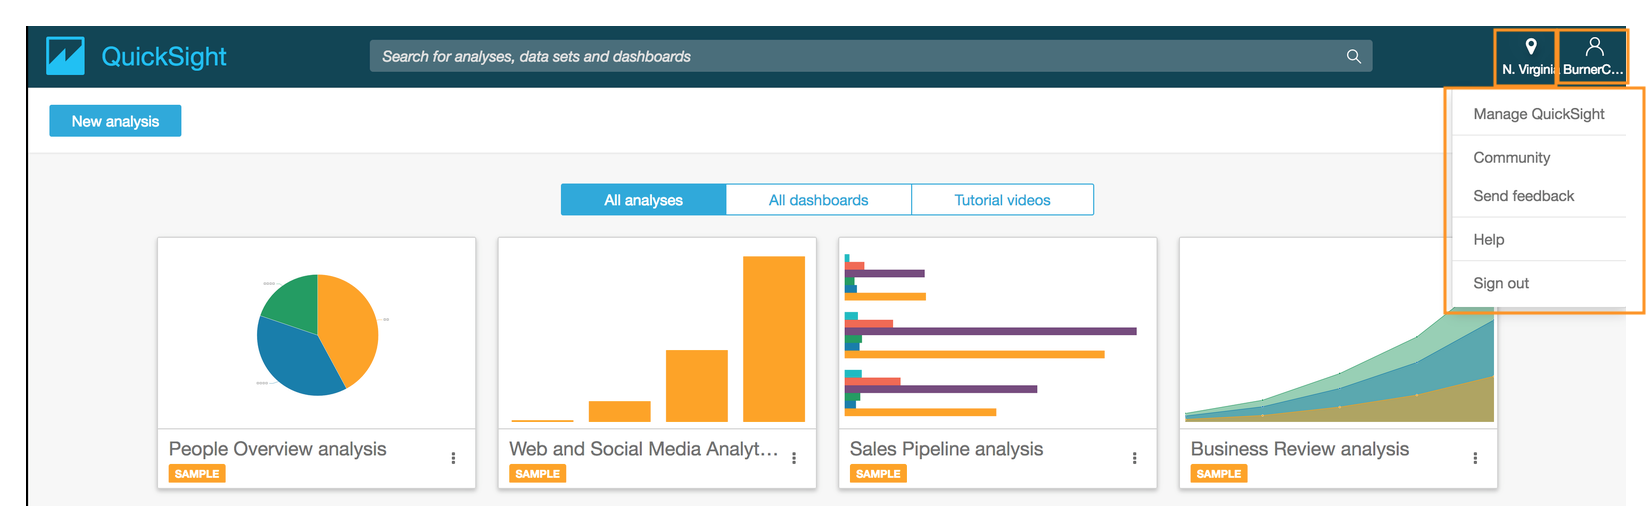 QuickSight
Search for analyses, data sets and dashboards
N. Virginia
BurnerC...
New analysis
Manage QuickSight
Community
Send feedback
Help
Sign out
All analyses
All dashboards
Tutorial videos
People Overview analysis
SAMPLE
Web and Social Media Analyt...
SAMPLE
Sales Pipeline analysis
SAMPLE
Business Review analysis
SAMPLE